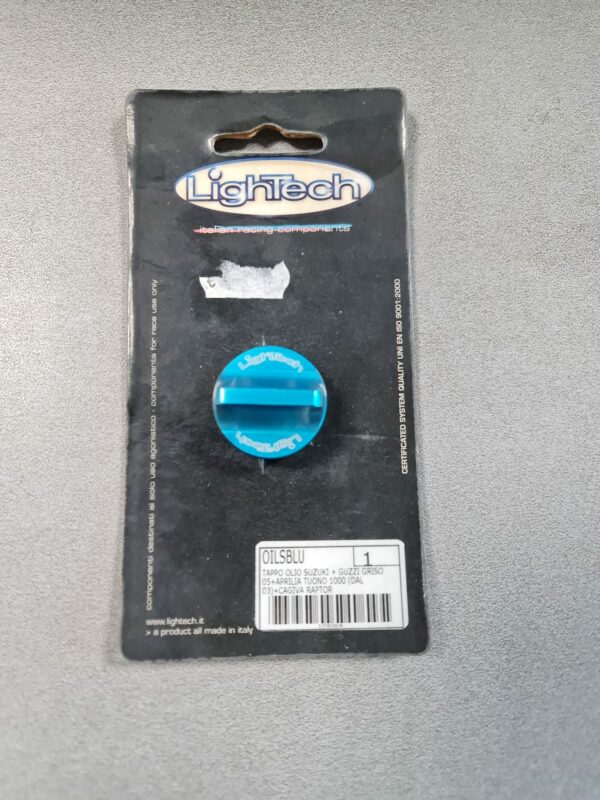 LighTech
italian racing components
componenti destinati al solo uso agonistico - components for race use only
CERTIFICATED SYSTEM QUALITY UNI EN ISO 9001:2000
LighTech
LighTech
OILSBLU 1
TAPPO OLIO SUZUKI + GUZZI GRISO
05+APRILIA TUONO 1000 (DAL
03)+CAGIVA RAPTOR
www.lightech.it
> a product all made in italy